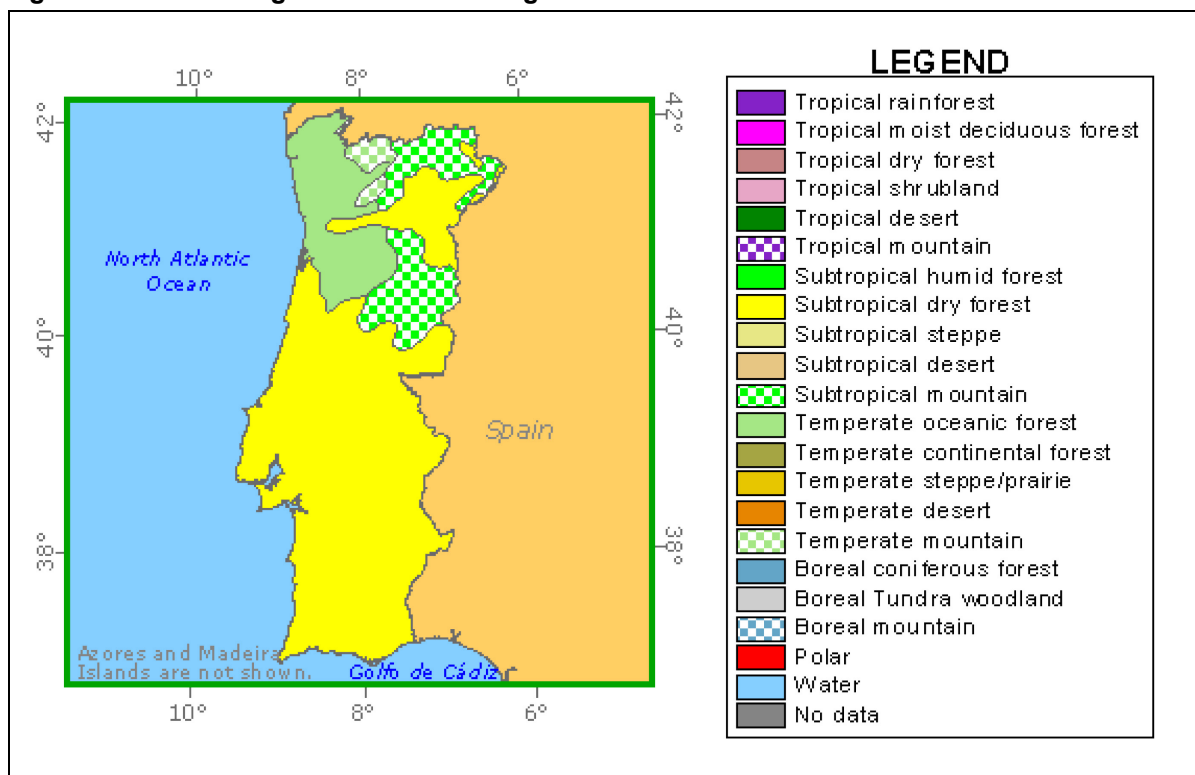 10°
8°
6°
42°
42°
North Atlantic
Ocean
40°
40°
Spain
38°
38°
Azores and Madeira
Islands are not shown.
Golfo de Cádiz
10°
8°
6°
LEGEND
Tropical rainforest
Tropical moist deciduous forest
Tropical dry forest
Tropical shrubland
Tropical desert
Tropical mountain
Subtropical humid forest
Subtropical dry forest
Subtropical steppe
Subtropical desert
Subtropical mountain
Temperate oceanic forest
Temperate continental forest
Temperate steppe/prairie
Temperate desert
Temperate mountain
Boreal coniferous forest
Boreal Tundra woodland
Boreal mountain
Polar
Water
No data